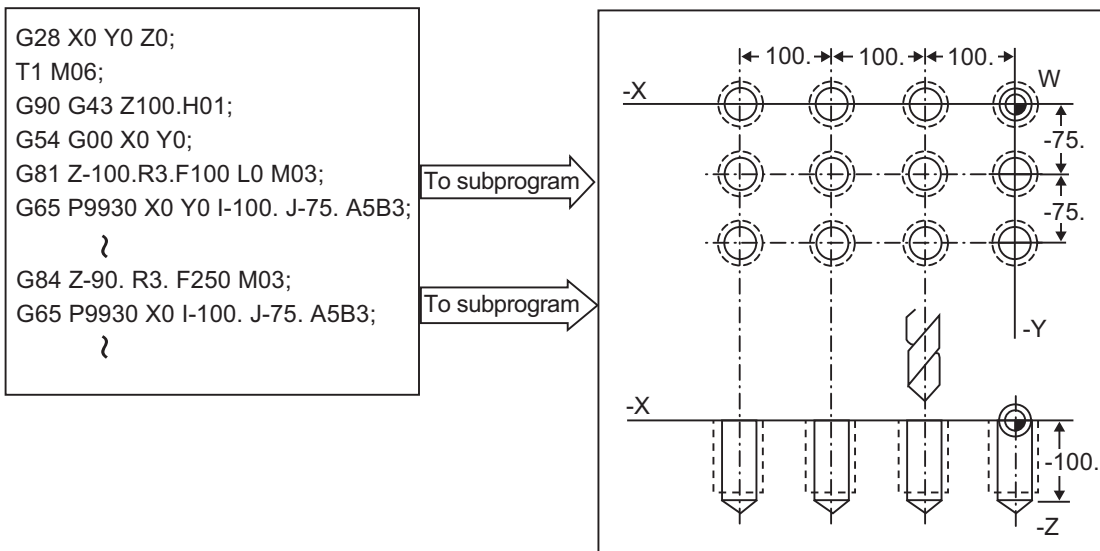 G28 X0 Y0 Z0;
T1 M06;
G90 G43 Z100.H01;
G54 G00 X0 Y0;
G81 Z-100.R3.F100 L0 M03;
G65 P9930 X0 Y0 I-100. J-75. A5B3;
~
G84 Z-90. R3. F250 M03;
G65 P9930 X0 I-100. J-75. A5B3;
~
To subprogram
To subprogram
100. 100. 100.
-X W
-75.
-75.
-Y
-X
-100.
-Z